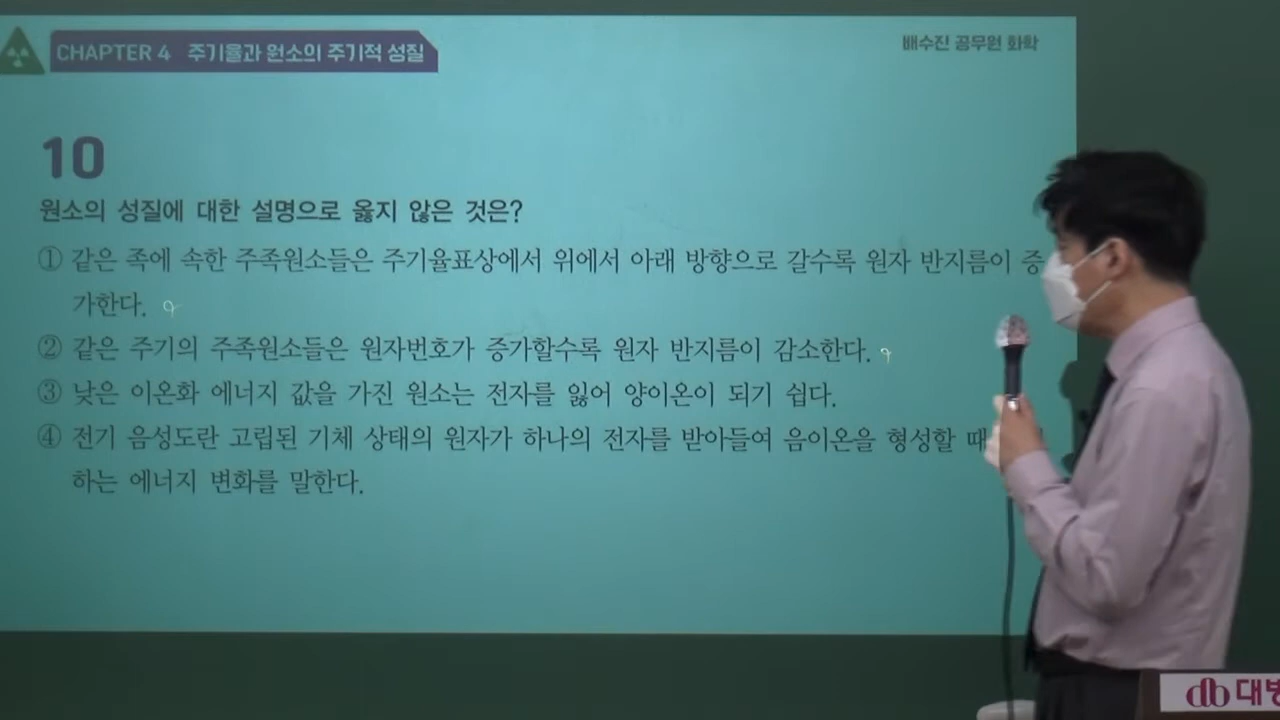 CHAPTER 4 주기율과 원소의 주기적 성질
배수진 공무원 화학
10
원소의 성질에 대한 설명으로 옳지 않은 것은?
① 같은 족에 속한 주족원소들은 주기율표상에서 위에서 아래 방향으로 갈수록 원자 반지름이 증
가한다.
② 같은 주기의 주족원소들은 원자번호가 증가할수록 원자 반지름이 감소한다.
③ 낮은 이온화 에너지 값을 가진 원소는 전자를 잃어 양이온이 되기 쉽다.
④ 전기 음성도란 고립된 기체 상태의 원자가 하나의 전자를 받아들여 음이온을 형성할 때
하는 에너지 변화를 말한다.